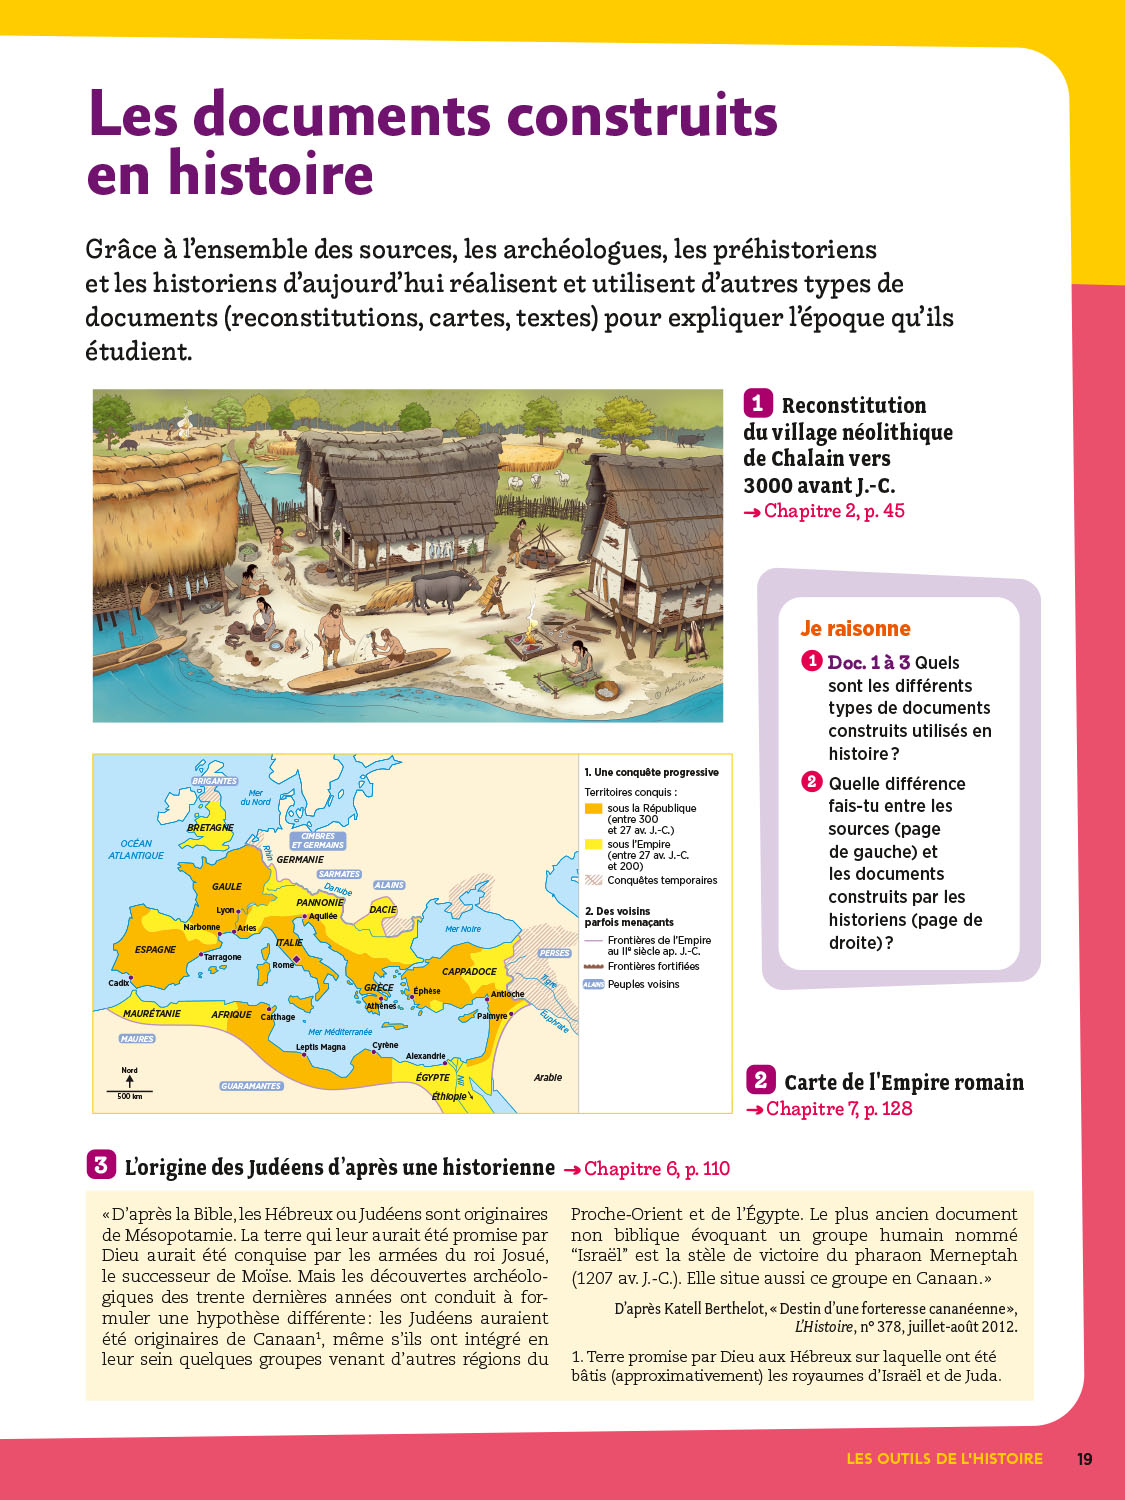 Les documents construits
en histoire
Grâce à l'ensemble des sources, les archéologues, les préhistoriens
et les historiens d'aujourd'hui réalisent et utilisent d'autres types de
documents (reconstitutions, cartes, textes) pour expliquer l'époque qu'ils
étudient.
1 Reconstitution
du village néolithique
de Chalain vers
3000 avant J.-C.
→ Chapitre 2, p. 45
Je raisonne
1 Doc. 1 à 3 Quels
sont les différents
types de documents
construits utilisés en
histoire ?
2 Quelle différence
fais-tu entre les
sources (page
de gauche) et
les documents
construits par les
historiens (page de
droite) ?
BRIGANTES
Mer
du Nord
BRETAGNE
OCÉAN
ATLANTIQUE
CIMBRES
ET GERMAINS
Rhin
GERMANIE
SARMATES
GAULE
Danube
ALAINS
PANNONIE
DACIE
Lyon
Aquilée
Narbonne
Arles
Mer Noire
ESPAGNE
ITALIE
Tarragone
Rome
PERSES
CAPPADOCE
Cadix
GRÈCE
Éphèse
Antioche
Tigre
Athènes
MAURÉTANIE
AFRIQUE
Carthage
Palmyre
Euphrate
Mer Méditerranée
MAURES
Leptis Magna
Cyrène
Alexandrie
Nord
500 km
GUARAMANTES
ÉGYPTE
Nil
Arabie
Éthiopie
1. Une conquête progressive
Territoires conquis :
sous la République
(entre 300
et 27 av. J.-C.)
sous l'Empire
(entre 27 av. J.-C.
et 200)
Conquêtes temporaires
2. Des voisins
parfois menaçants
Frontières de l'Empire
au IIe siècle ap. J.-C.
Frontières fortifiées
ALAINS Peuples voisins
2 Carte de l'Empire romain
→ Chapitre 7, p. 128
3 L'origine des Judéens d'après une historienne → Chapitre 6, p. 110
« D'après la Bible, les Hébreux ou Judéens sont originaires
de Mésopotamie. La terre qui leur aurait été promise par
Dieu aurait été conquise par les armées du roi Josué,
le successeur de Moïse. Mais les découvertes archéolo-
giques des trente dernières années ont conduit à for-
muler une hypothèse différente : les Judéens auraient
été originaires de Canaan1, même s'ils ont intégré en
leur sein quelques groupes venant d'autres régions du
Proche-Orient et de l'Égypte. Le plus ancien document
non biblique évoquant un groupe humain nommé
“Israël” est la stèle de victoire du pharaon Merneptah
(1207 av. J.-C.). Elle situe aussi ce groupe en Canaan. »
D'après Katell Berthelot, « Destin d'une forteresse cananéenne »,
L'Histoire, n° 378, juillet-août 2012.
1. Terre promise par Dieu aux Hébreux sur laquelle ont été
bâtis (approximativement) les royaumes d'Israël et de Juda.
LES OUTILS DE L'HISTOIRE
19